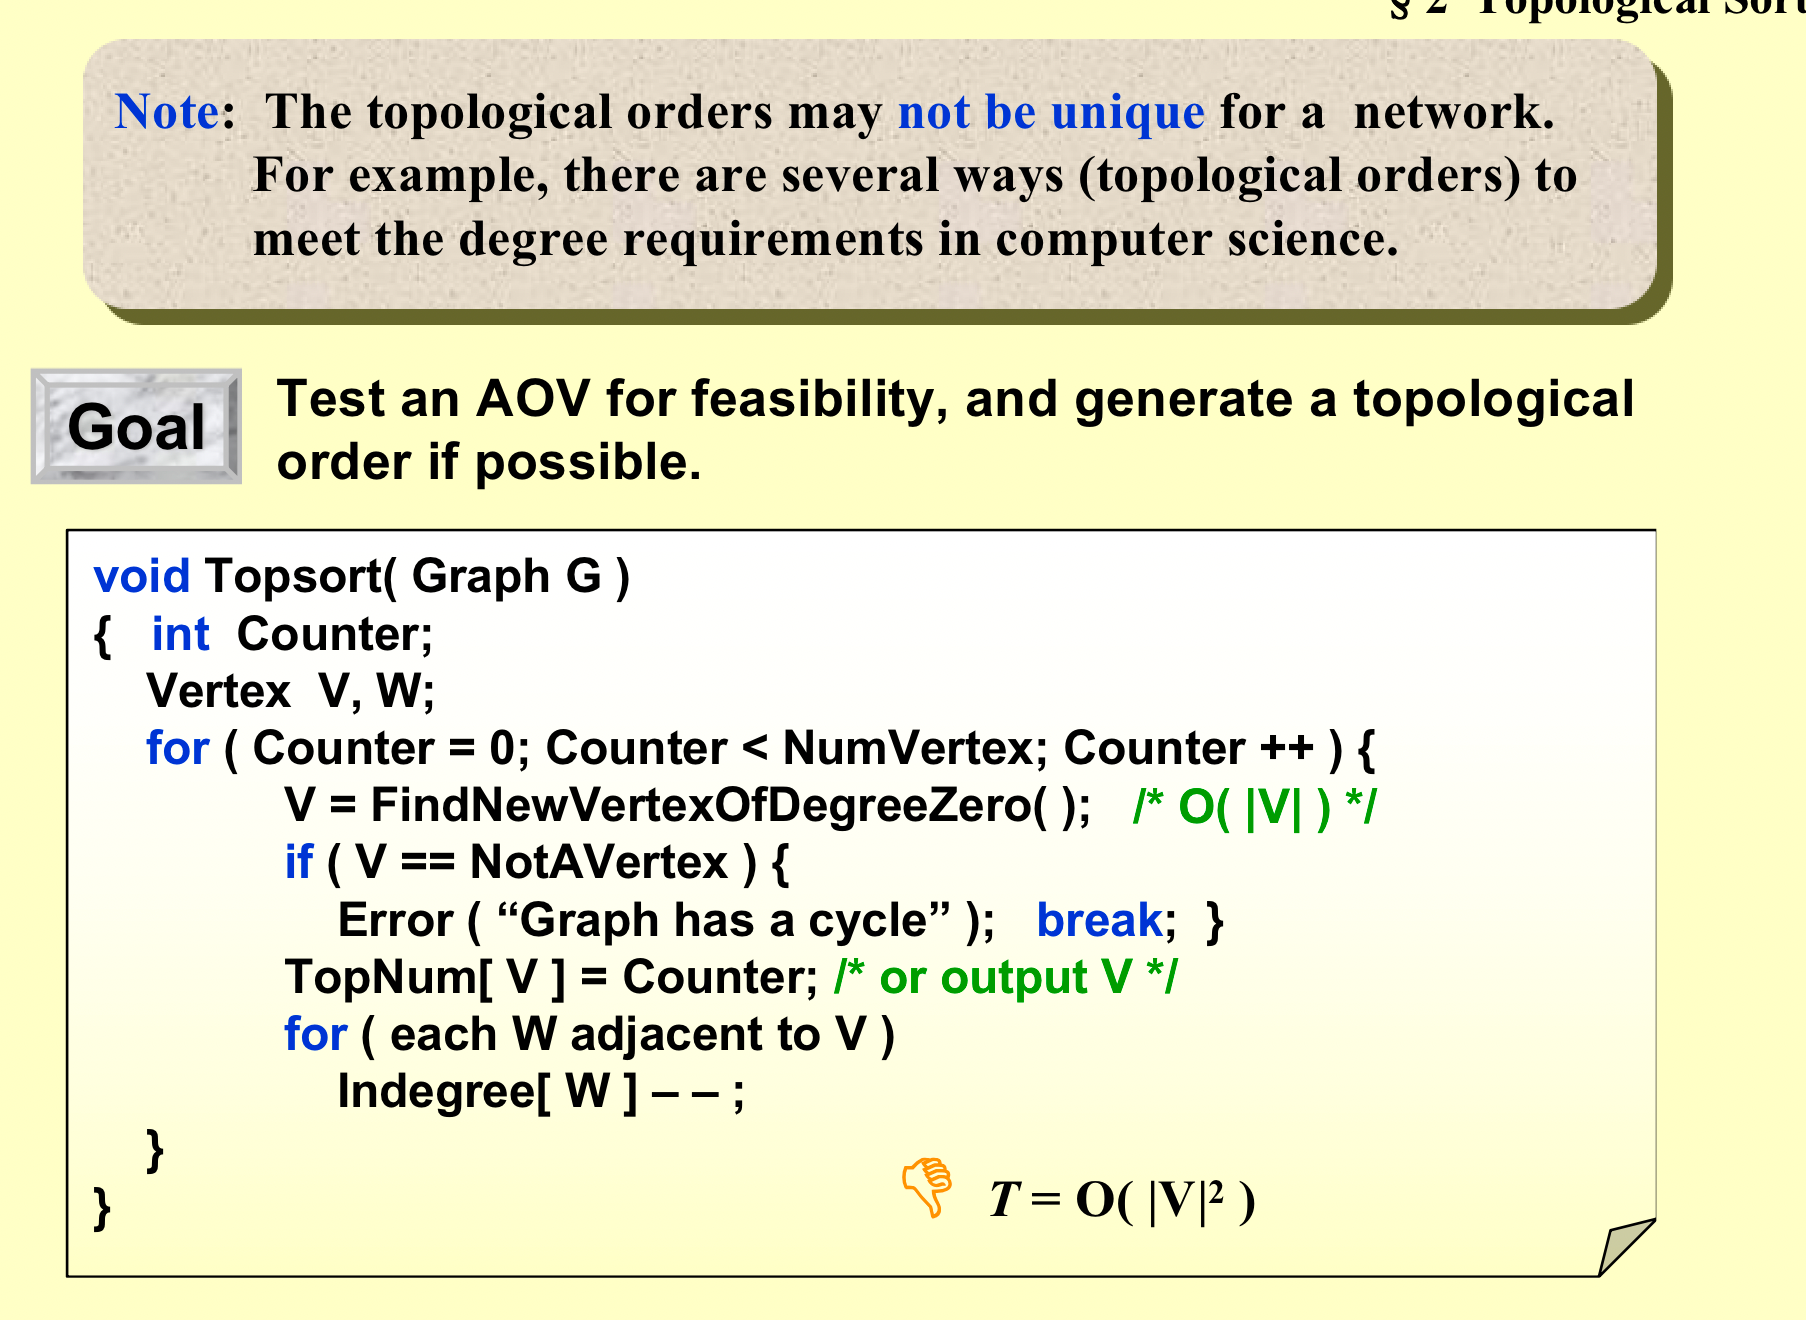 § 2 Topological Sort
Note: The topological orders may not be unique for a network.
For example, there are several ways (topological orders) to
meet the degree requirements in computer science.
Goal
Test an AOV for feasibility, and generate a topological
order if possible.
void Topsort( Graph G )
{ int Counter;
Vertex V, W;
for ( Counter = 0; Counter < NumVertex; Counter ++ ) {
V = FindNewVertexOfDegreeZero( ); /* O( |V| ) */
if ( V == NotAVertex ) {
Error ( “Graph has a cycle” ); break; }
TopNum[ V ] = Counter; /* or output V */
for ( each W adjacent to V )
Indegree[ W ] – – ;
}
}
T = O( |V|² )